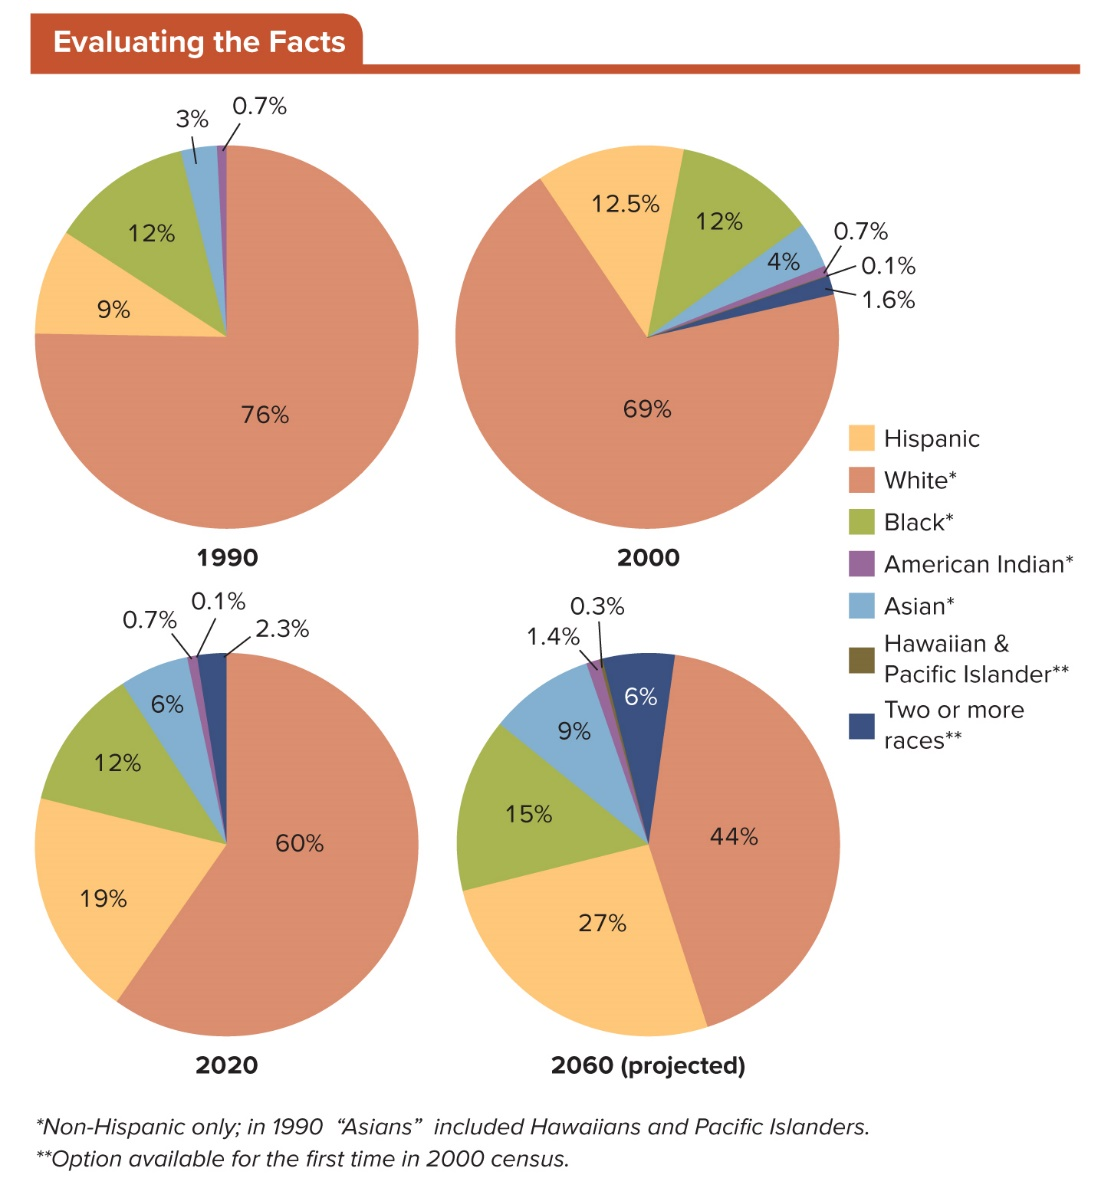 Evaluating the Facts
3%
0.7%
12%
9%
76%
1990
12.5%
12%
4%
0.7%
0.1%
1.6%
69%
2000
Hispanic
White*
Black*
American Indian*
Asian*
Hawaiian &
Pacific Islander**
Two or more
races**
0.7%
0.1%
2.3%
6%
12%
19%
60%
2020
0.3%
1.4%
6%
9%
15%
44%
27%
2060 (projected)
*Non-Hispanic only; in 1990 “Asians” included Hawaiians and Pacific Islanders.
**Option available for the first time in 2000 census.